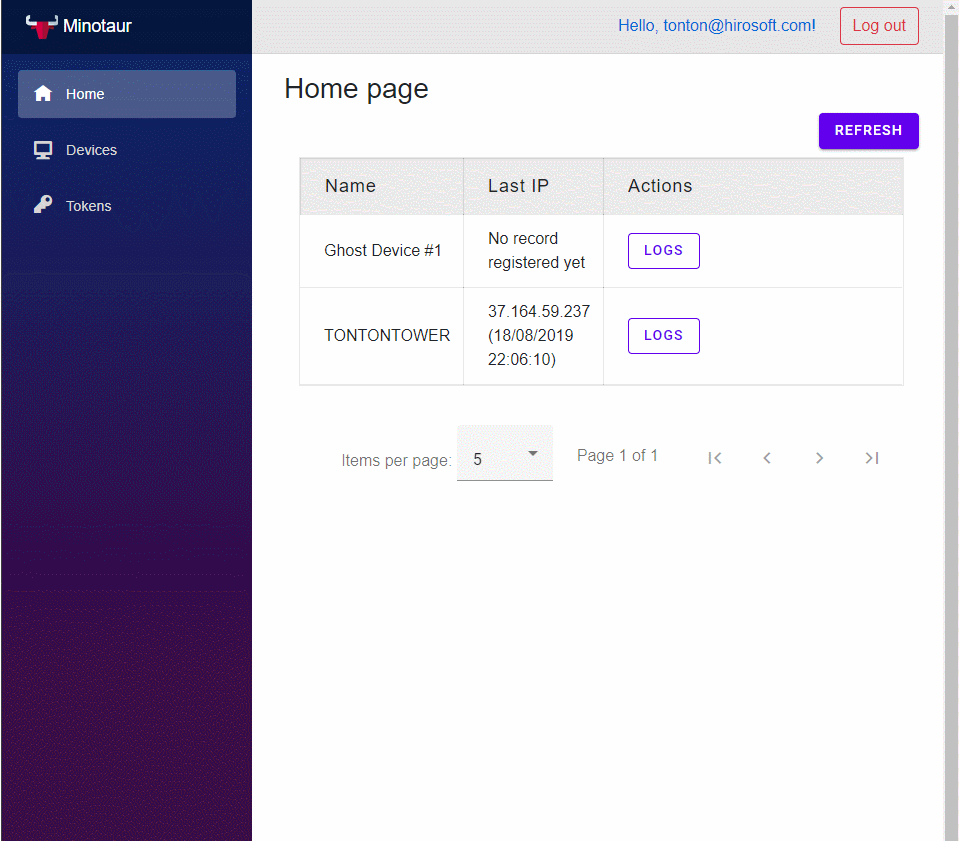 Minotaur
Hello, tonton@hirosoft.com!
Log out
Home
Devices
Tokens
Home page
REFRESH
Name
Last IP
Actions
Ghost Device #1
No record
registered yet
LOGS
TONTONTOWER
37.164.59.237
(18/08/2019
22:06:10)
LOGS
Items per page:
5
Page 1 of 1